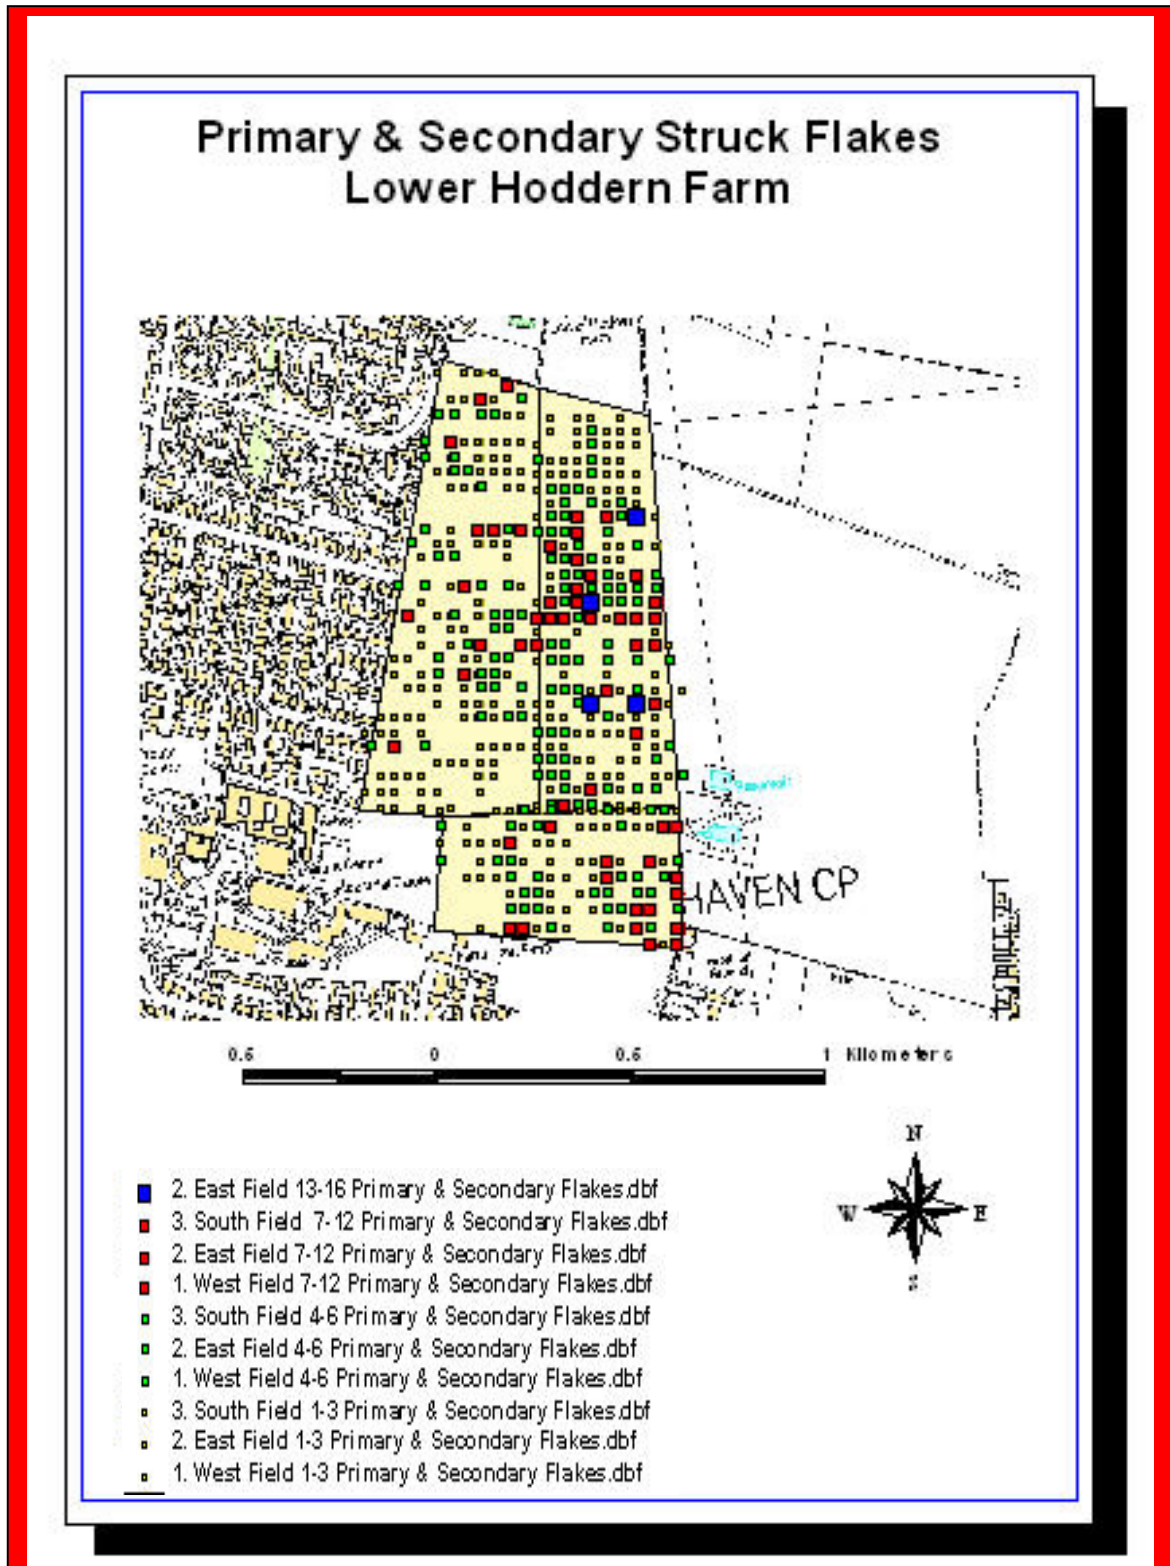 Primary & Secondary Struck Flakes
Lower Hoddern Farm
HAVEN CP
0.5 0 0.5 1 Kilometers
N
W E
S
2. East Field 13-16 Primary & Secondary Flakes.dbf
3. South Field 7-12 Primary & Secondary Flakes.dbf
2. East Field 7-12 Primary & Secondary Flakes.dbf
1. West Field 7-12 Primary & Secondary Flakes.dbf
3. South Field 4-6 Primary & Secondary Flakes.dbf
2. East Field 4-6 Primary & Secondary Flakes.dbf
1. West Field 4-6 Primary & Secondary Flakes.dbf
3. South Field 1-3 Primary & Secondary Flakes.dbf
2. East Field 1-3 Primary & Secondary Flakes.dbf
1. West Field 1-3 Primary & Secondary Flakes.dbf